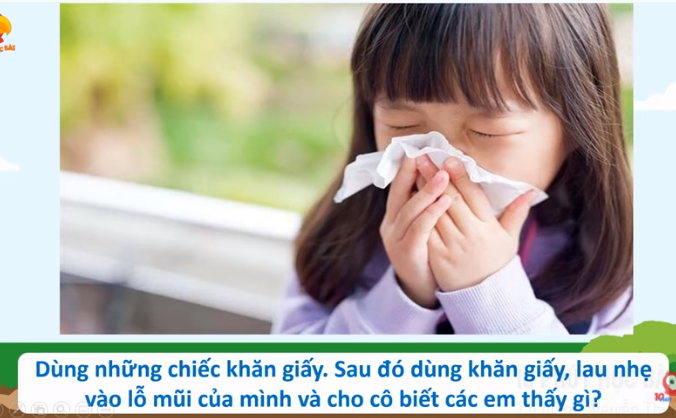 Dùng những chiếc khăn giấy. Sau đó dùng khăn giấy, lau nhẹ
vào lỗ mũi của mình và cho cô biết các em thấy gì?